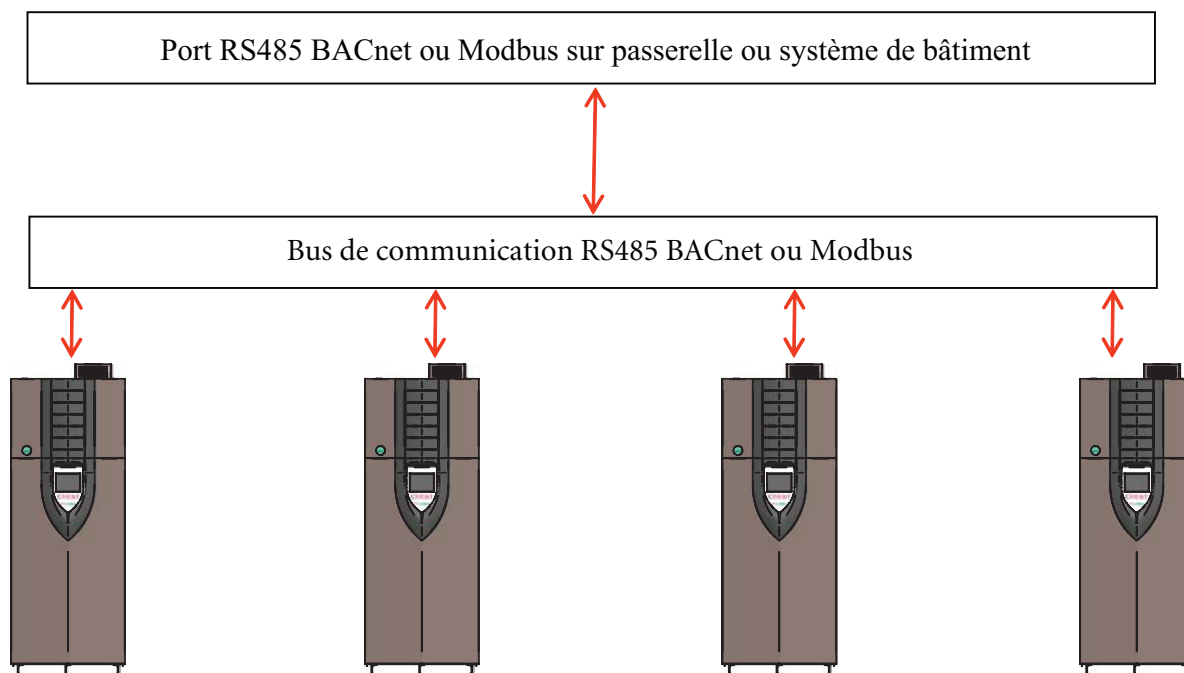 Port RS485 BACnet ou Modbus sur passerelle ou système de bâtiment
Bus de communication RS485 BACnet ou Modbus